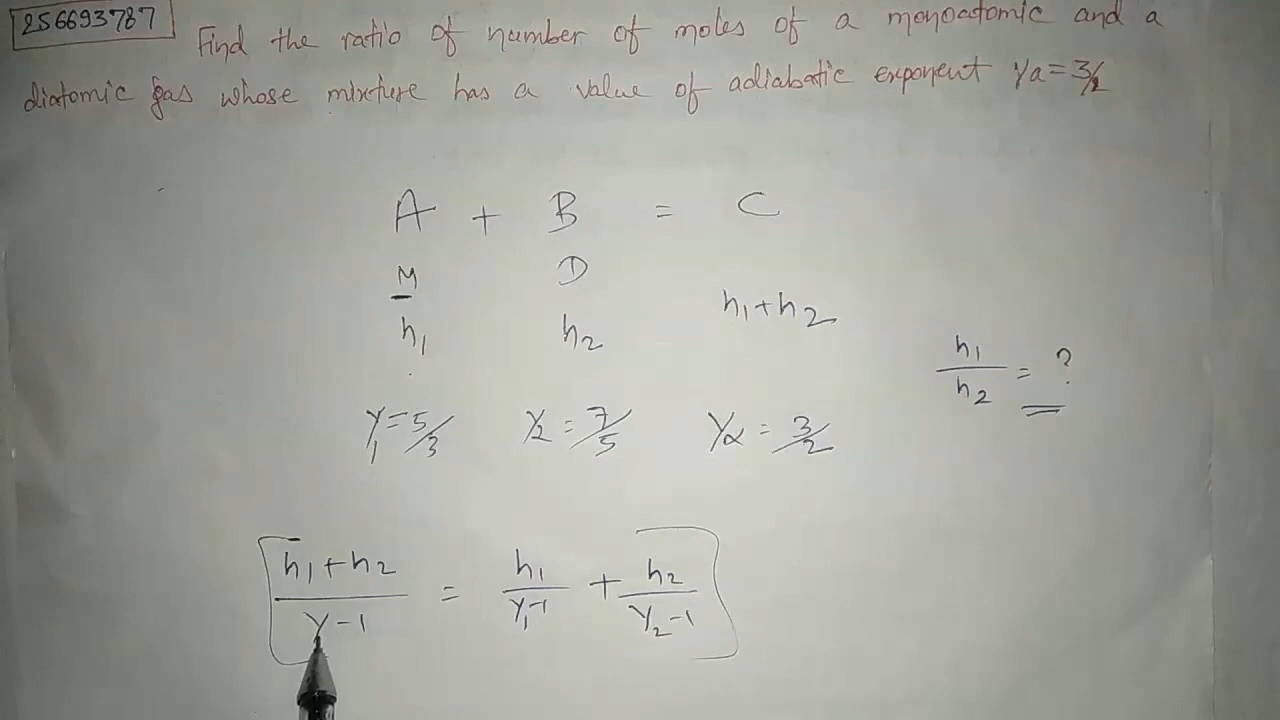 256693787
Find the ratio of number of moles of a monoatomic and a
diatomic gas whose mixture has a value of adiabatic exponent γa = 3/2
A + B = C
M D
n₁ n₂ n₁+n₂
n₁/n₂ = ?
γ₁ = 5/3 γ₂ = 7/5 γα = 3/2
(n₁+n₂)/(γ-1) = n₁/(γ₁-1) + n₂/(γ₂-1)